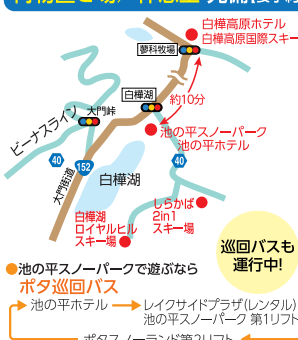 白樺高原ホテル
白樺高原国際スキー
蓼科牧場
白樺湖
約10分
大門峠
ビーナスライン
池の平スノーパーク
池の平ホテル
40
152
40
大門街道
白樺湖
しらかば
2in1
スキー場
白樺湖
ロイヤルヒル
スキー場
巡回バスも
運行中!
●池の平スノーパークで遊ぶなら
ポタ巡回バス
池の平ホテル → レイクサイドプラザ(レンタル)
池の平スノーパーク 第1リフト